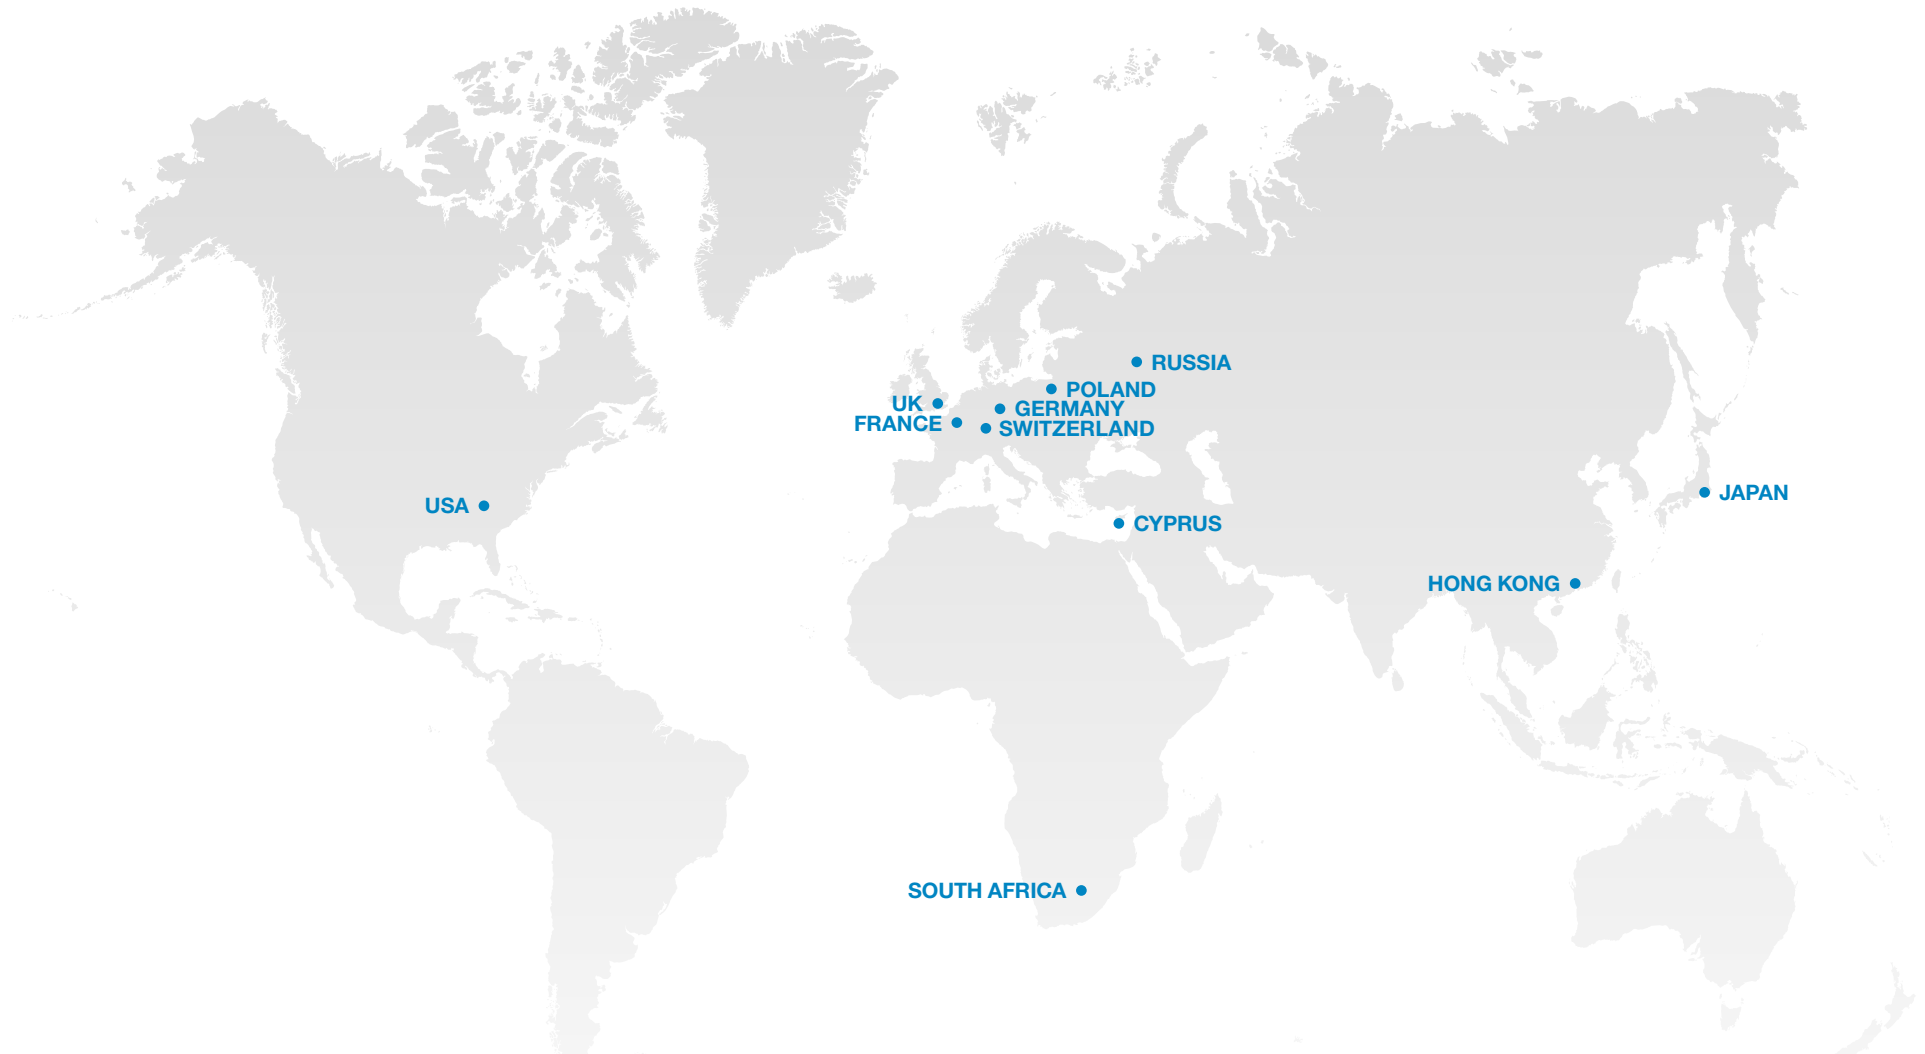 RUSSIA
POLAND
UK
GERMANY
FRANCE
SWITZERLAND
JAPAN
USA
CYPRUS
HONG KONG
SOUTH AFRICA